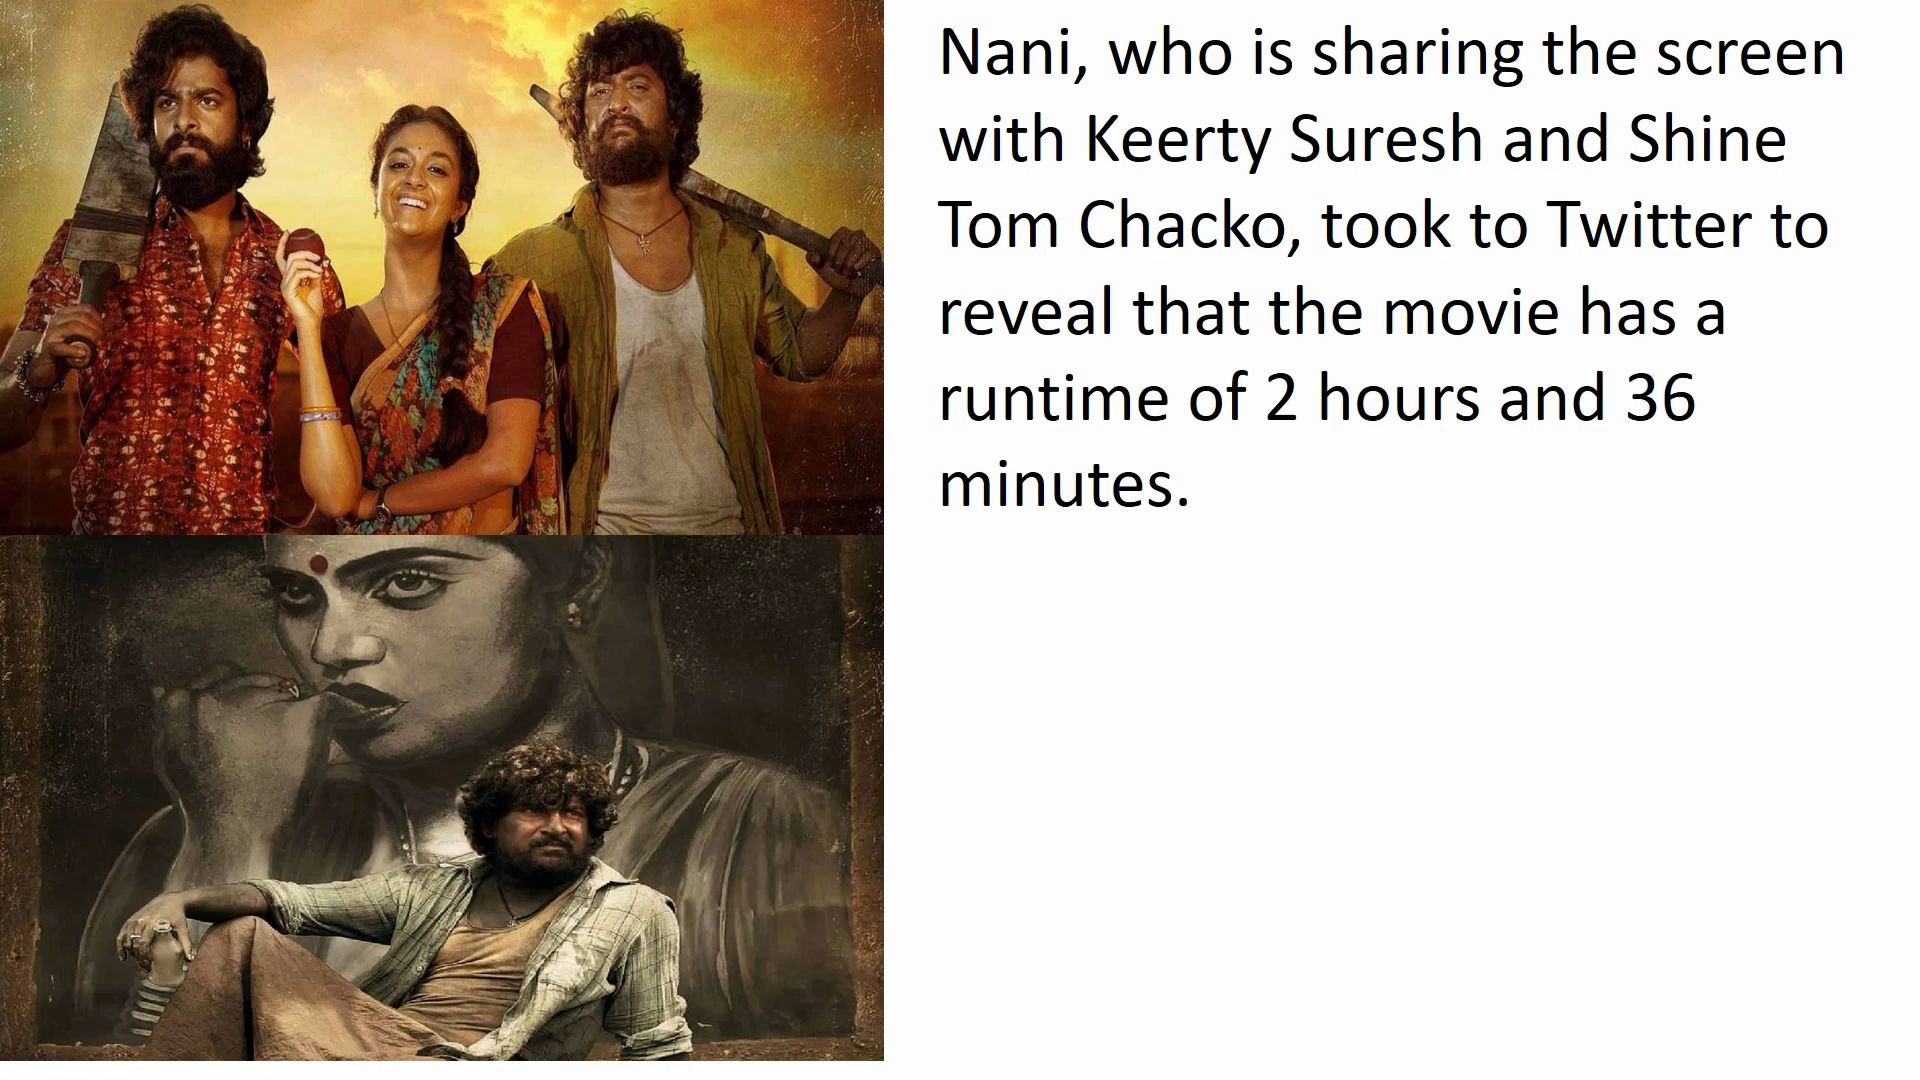 Nani, who is sharing the screen
with Keerty Suresh and Shine
Tom Chacko, took to Twitter to
reveal that the movie has a
runtime of 2 hours and 36
minutes.